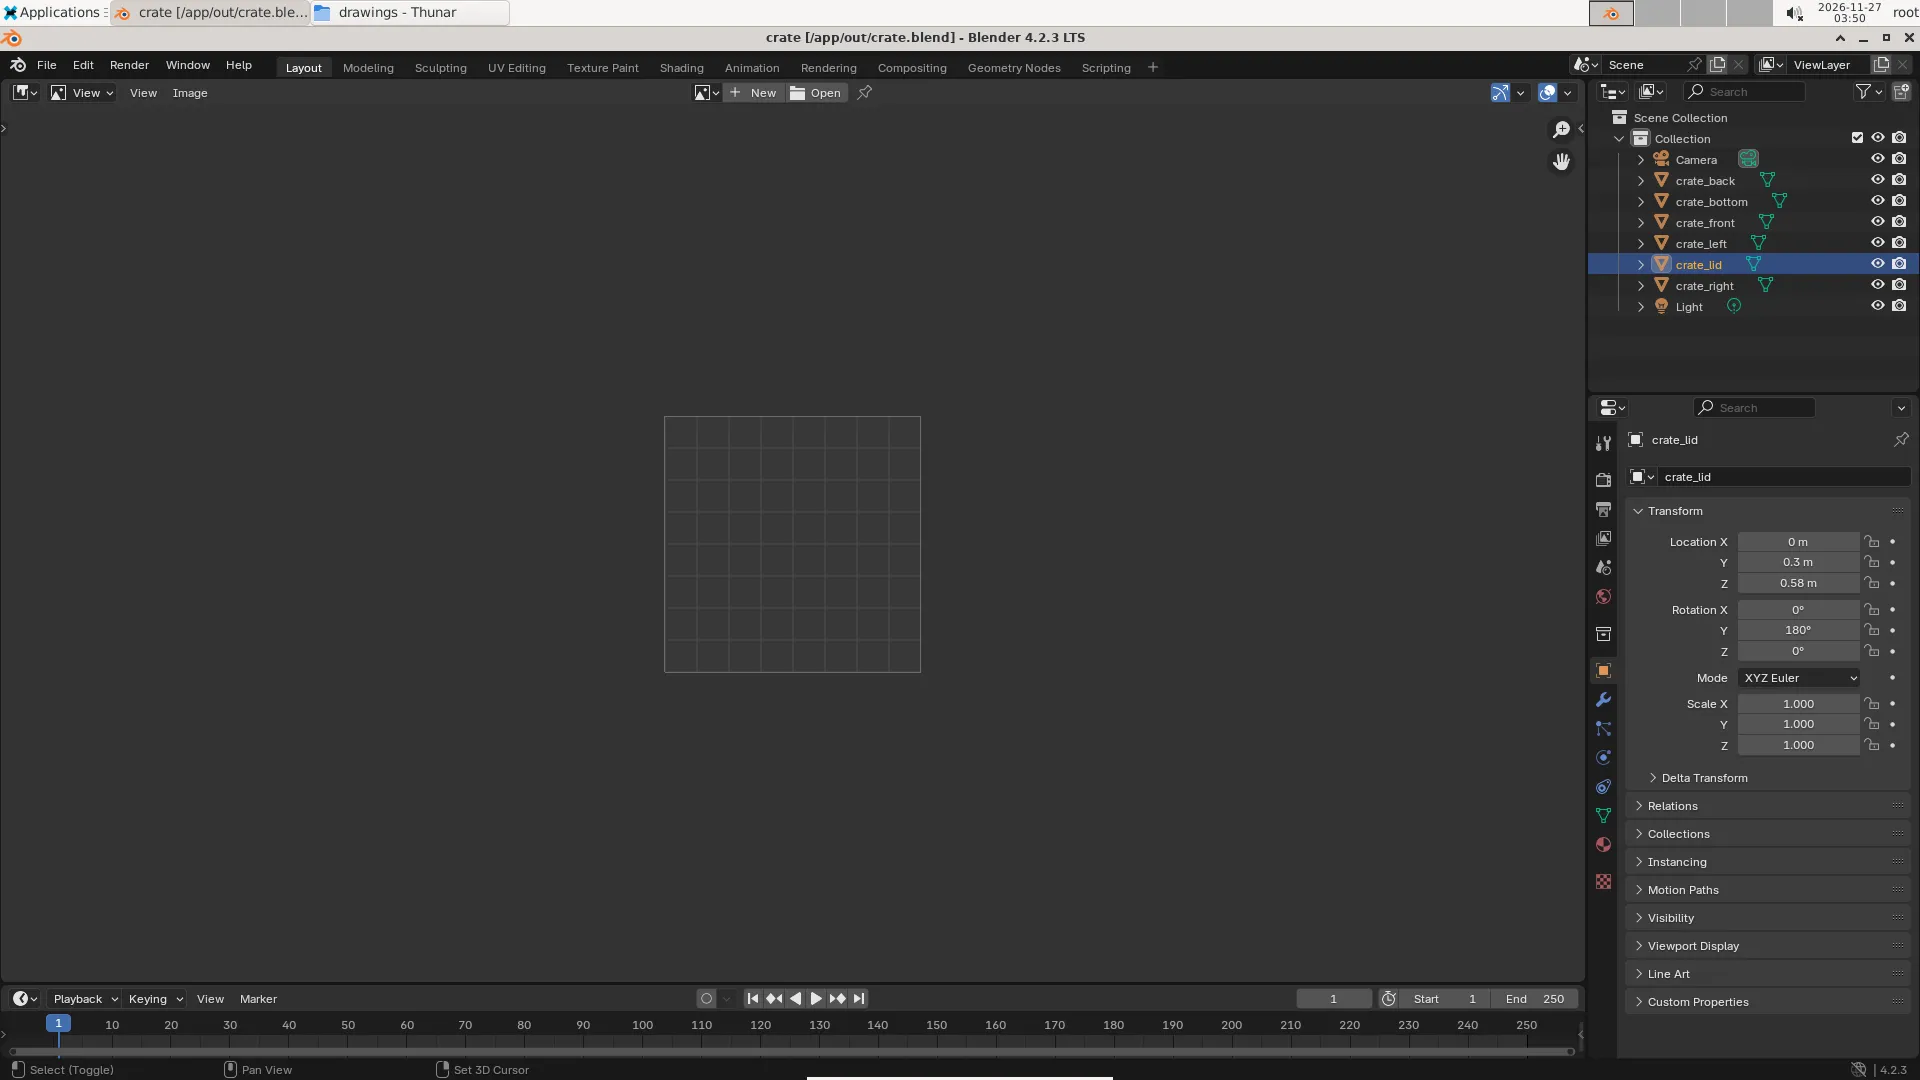 Applications
crate [/app/out/crate.ble...
drawings - Thunar
2026-11-27
03:50
root
crate [/app/out/crate.blend] - Blender 4.2.3 LTS
File Edit Render Window Help
Layout Modeling Sculpting UV Editing Texture Paint Shading Animation Rendering Compositing Geometry Nodes Scripting
Scene
ViewLayer
View View Image
New Open
Search
Scene Collection
Collection
Camera
crate_back
crate_bottom
crate_front
crate_left
crate_lid
crate_right
Light
Search
crate_lid
crate_lid
Transform
Location X 0 m
Y 0.3 m
Z 0.58 m
Rotation X 0°
Y 180°
Z 0°
Mode XYZ Euler
Scale X 1.000
Y 1.000
Z 1.000
Delta Transform
Relations
Collections
Instancing
Motion Paths
Visibility
Viewport Display
Line Art
Custom Properties
Playback Keying View Marker
1 Start 1 End 250
1 10 20 30 40 50 60 70 80 90 100 110 120 130 140 150 160 170 180 190 200 210 220 230 240 250
Select (Toggle) Pan View Set 3D Cursor
4.2.3